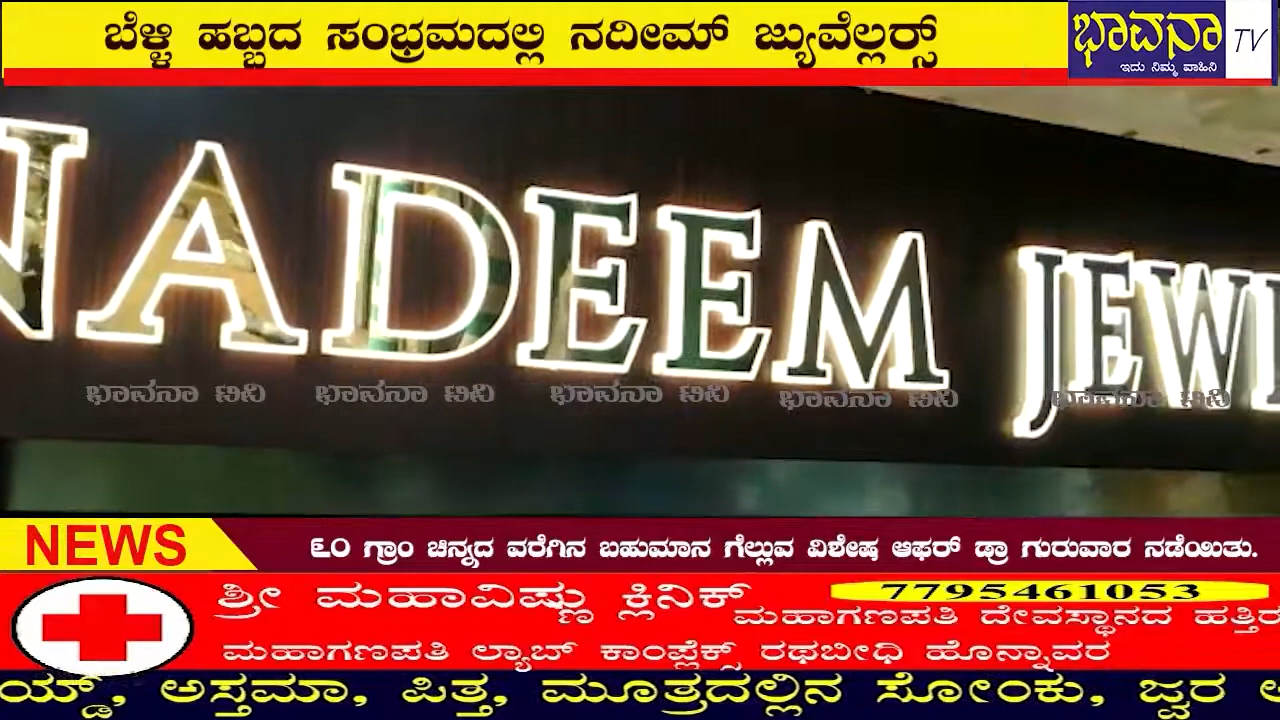 ಬೆಳ್ಳಿ ಹಬ್ಬದ ಸಂಭ್ರಮದಲ್ಲಿ ನದೀಮ್ ಜ್ಯುವೆಲ್ಲರ್ಸ್
ಭಾವನಾ TV
ಇದು ನಿಮ್ಮ ವಾಹಿನಿ
NADEEM JEW
ಭಾವನಾ ಟಿವಿ ಭಾವನಾ ಟಿವಿ ಭಾವನಾ ಟಿವಿ ಭಾವನಾ ಟಿವಿ ಭಾವನಾ ಟಿವಿ
NEWS
೬೦ ಗ್ರಾಂ ಚಿನ್ನದ ವರೆಗಿನ ಬಹುಮಾನ ಗೆಲ್ಲುವ ವಿಶೇಷ ಆಫರ್ ಡ್ರಾ ಗುರುವಾರ ನಡೆಯಿತು.
ಶ್ರೀ ಮಹಾವಿಷ್ಣು ಕ್ಲಿನಿಕ್ 7795461053
ಮಹಾಗಣಪತಿ ದೇವಸ್ಥಾನದ ಹತ್ತಿರ
ಮಹಾಗಣಪತಿ ಲ್ಯಾಬ್ ಕಾಂಪ್ಲೆಕ್ಸ್ ರಥಬೀಧಿ ಹೊನ್ನಾವರ
ಯ್ಡ್, ಅಸ್ತಮಾ, ಪಿತ್ತ, ಮೂತ್ರದಲ್ಲಿನ ಸೋಂಕು, ಜ್ವರ